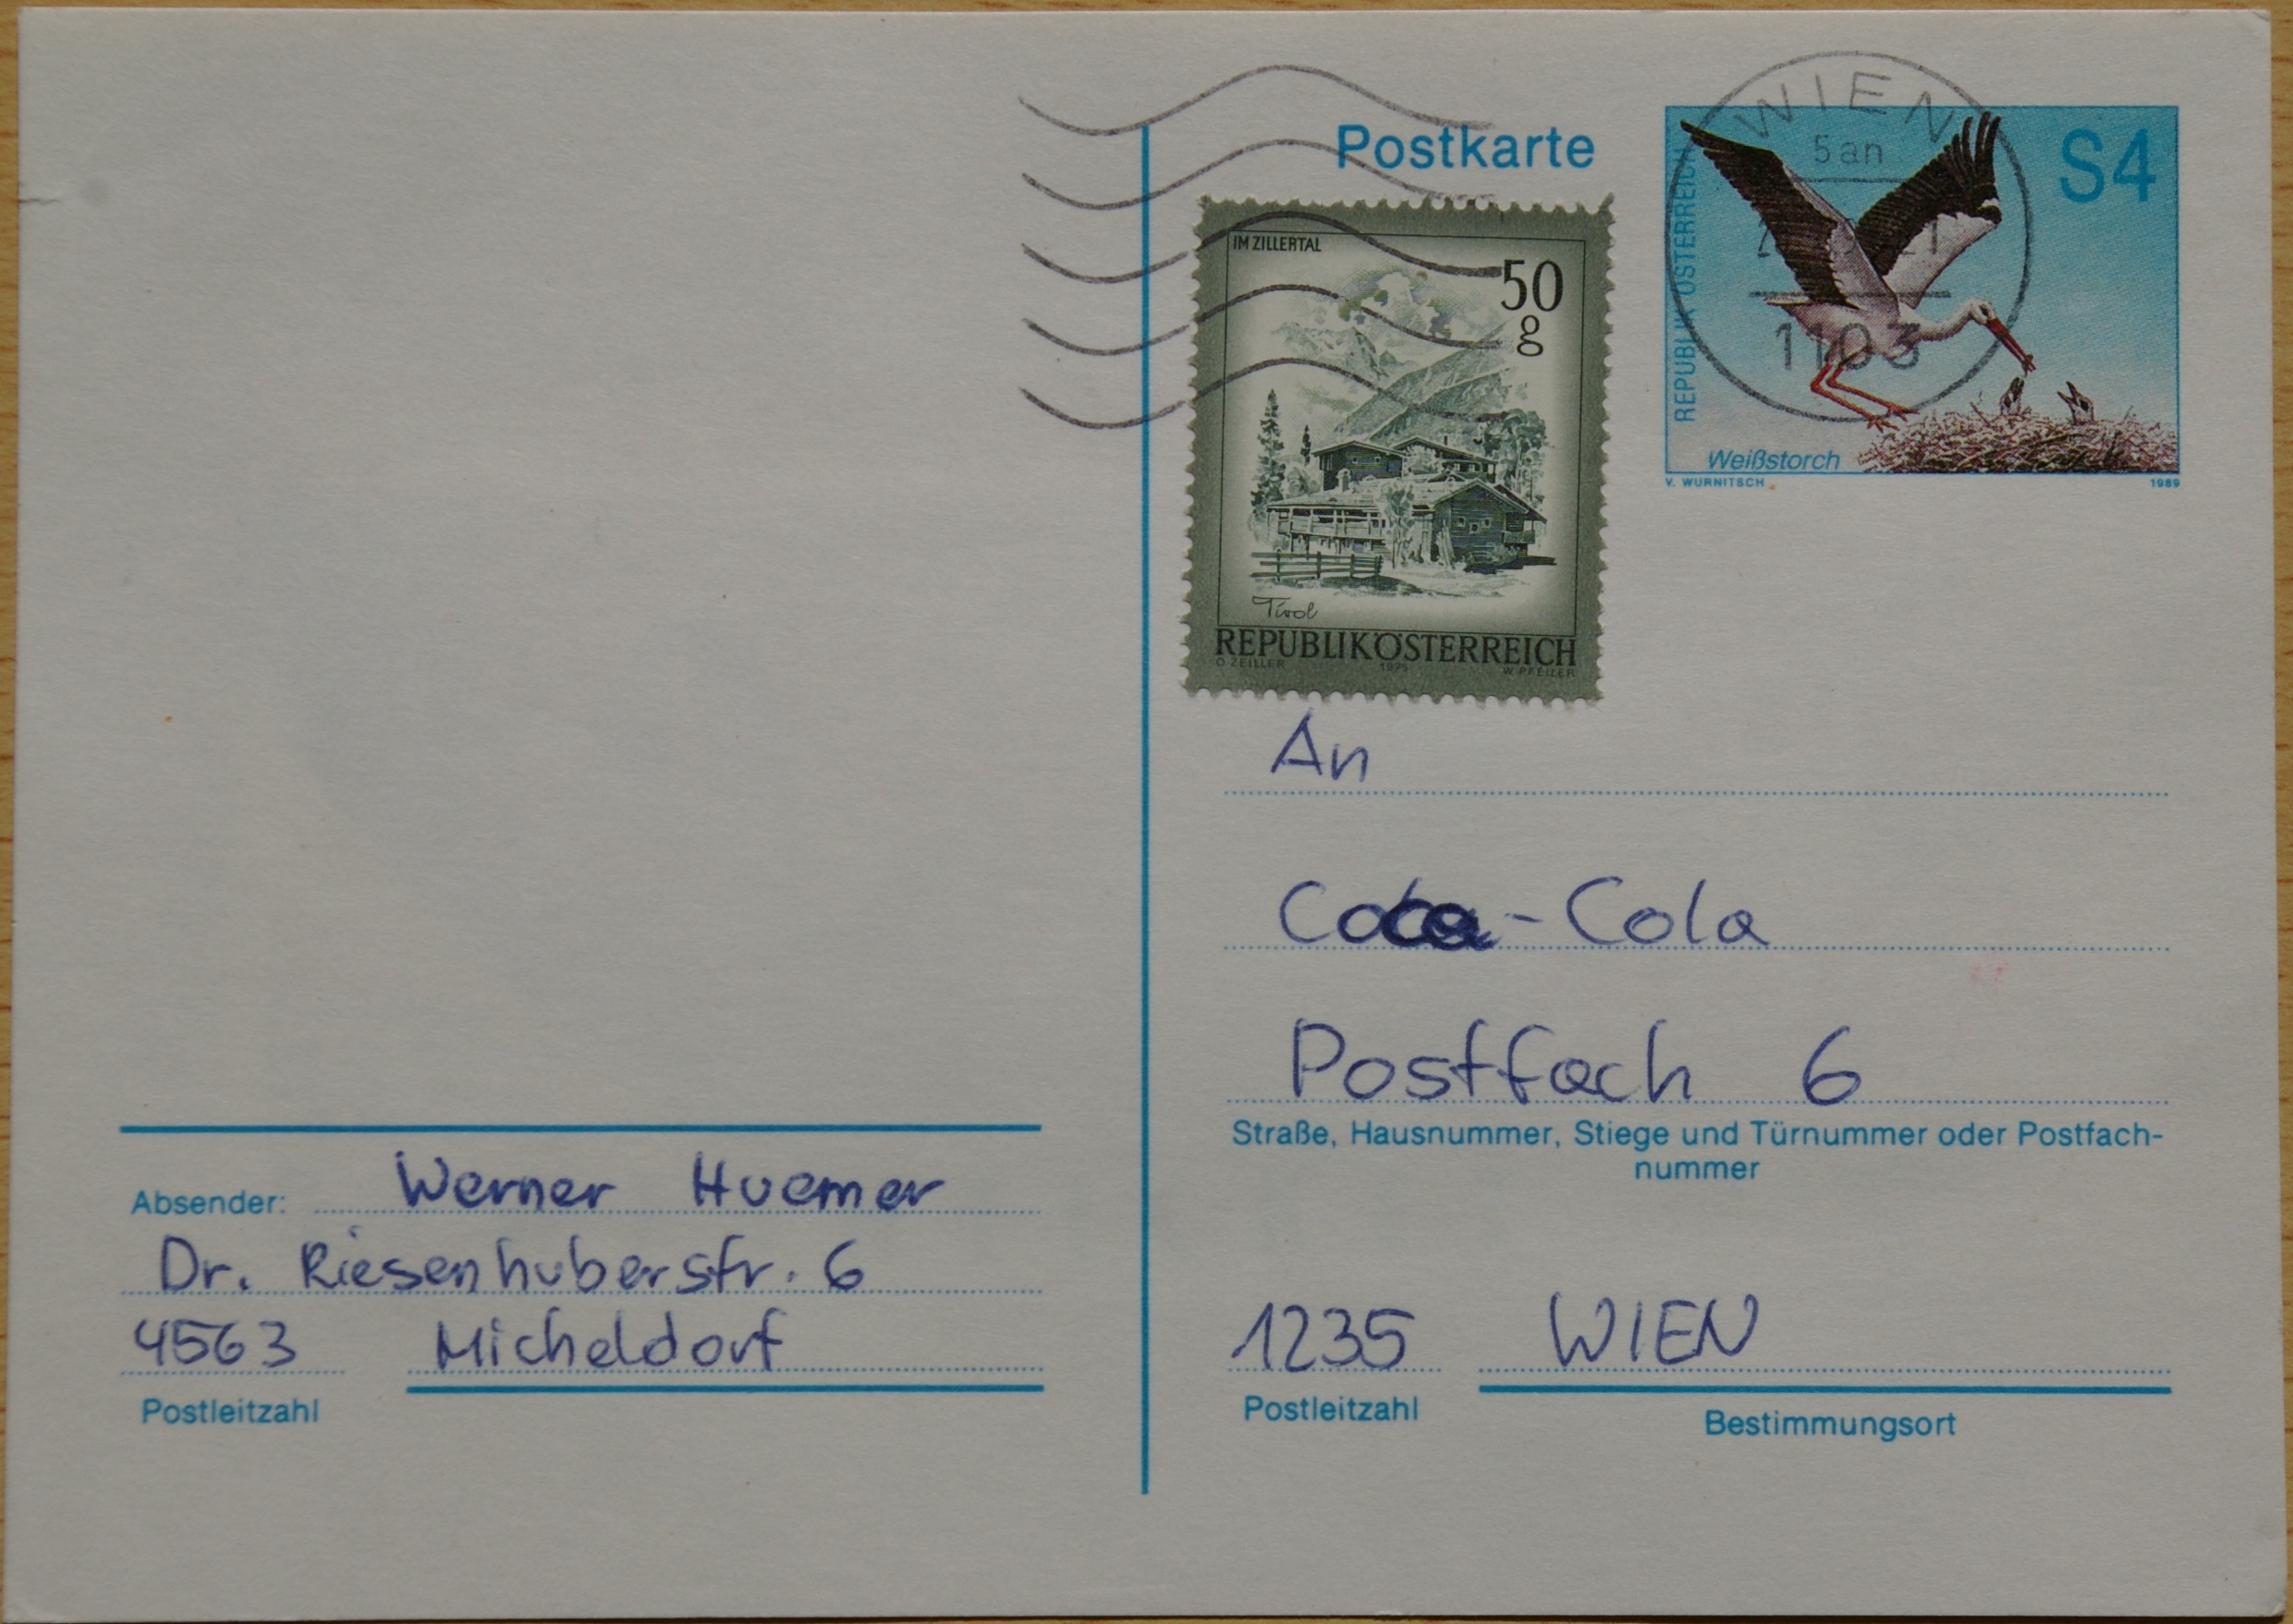 Postkarte
WIEN
5an
1103
REPUBLIK ÖSTERREICH
S4
Weißstorch
V. WURNITSCH
1989
IM ZILLERTAL
50
g
Tirol
REPUBLIK ÖSTERREICH
O. ZEILLER 1975 W. PFEILER
An
Coca-Cola
Postfach 6
Straße, Hausnummer, Stiege und Türnummer oder Postfach-
nummer
1235 WIEN
Postleitzahl Bestimmungsort
Absender: Werner Huemer
Dr. Riesenhuberstr. 6
4563 Micheldorf
Postleitzahl